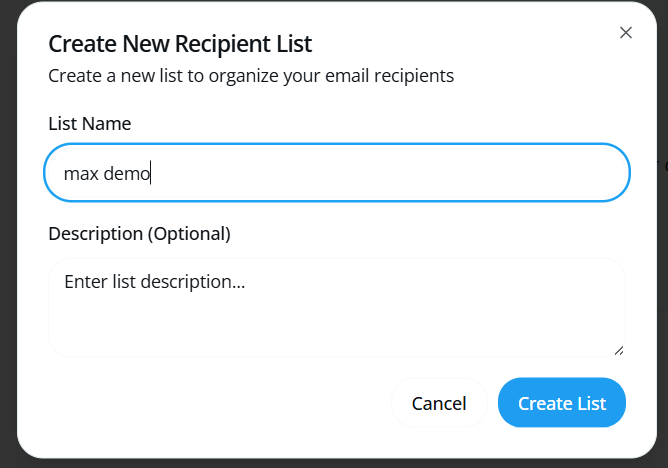 Create New Recipient List
Create a new list to organize your email recipients
List Name
max demo
Description (Optional)
Enter list description...
Cancel
Create List